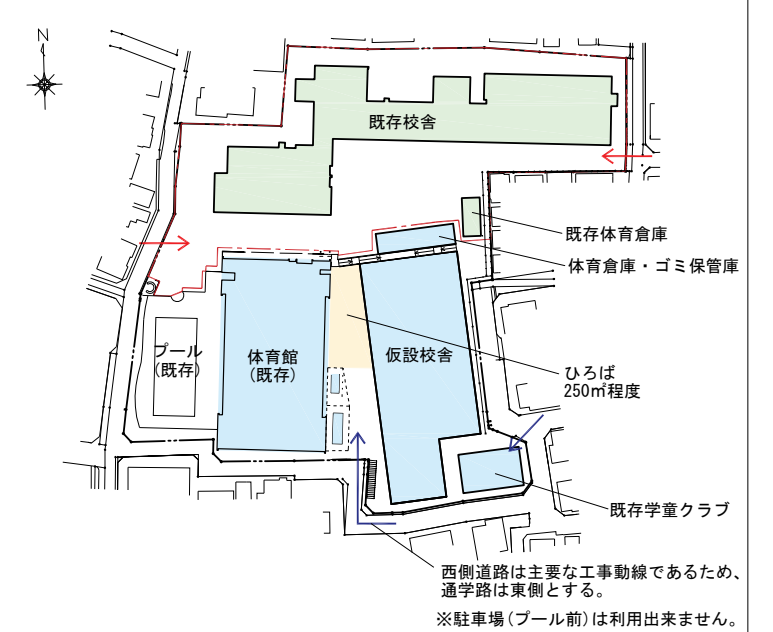 N
既存校舎
既存体育倉庫
体育倉庫・ゴミ保管庫
プール
(既存)
体育館
(既存)
仮設校舎
ひろば
250㎡程度
既存学童クラブ
西側道路は主要な工事動線であるため、
通学路は東側とする。
※駐車場(プール前)は利用出来ません。